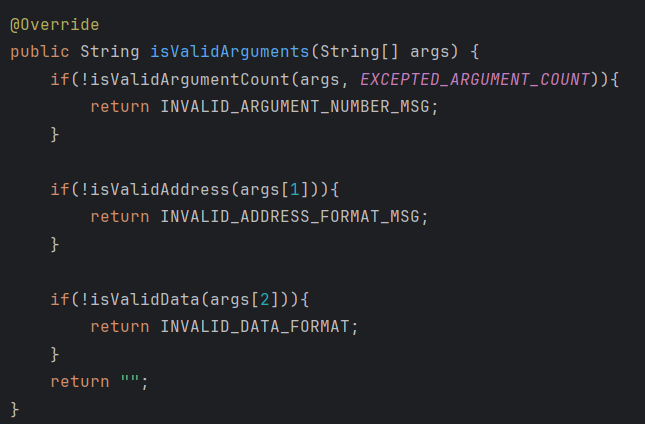 @Override
public String isValidArguments(String[] args) {
    if(!isValidArgumentCount(args, EXCEPTED_ARGUMENT_COUNT)){
        return INVALID_ARGUMENT_NUMBER_MSG;
    }

    if(!isValidAddress(args[1])){
        return INVALID_ADDRESS_FORMAT_MSG;
    }

    if(!isValidData(args[2])){
        return INVALID_DATA_FORMAT;
    }
    return "";
}